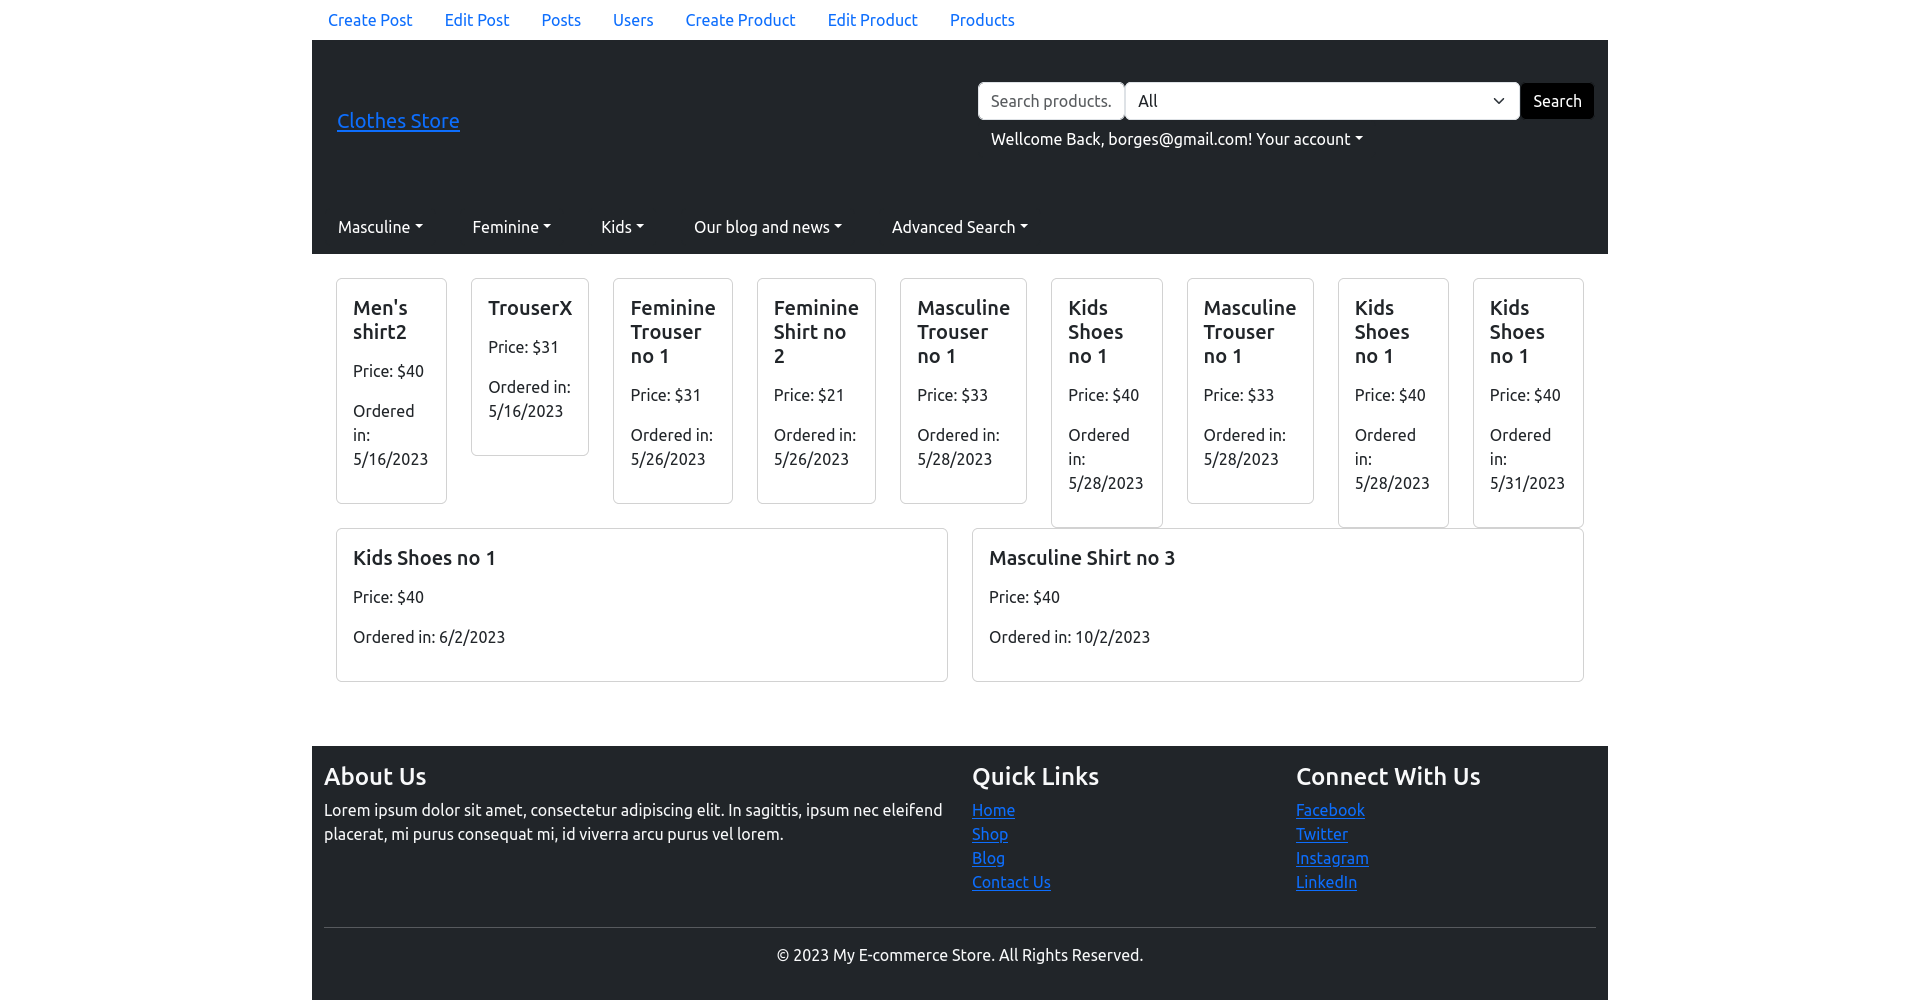 Create Post Edit Post Posts Users Create Product Edit Product Products
Clothes Store
Search products. All Search
Wellcome Back, borges@gmail.com! Your account
Masculine Feminine Kids Our blog and news Advanced Search
Men's
shirt2
Price: $40
Ordered
in:
5/16/2023
TrouserX
Price: $31
Ordered in:
5/16/2023
Feminine
Trouser
no 1
Price: $31
Ordered in:
5/26/2023
Feminine
Shirt no
2
Price: $21
Ordered in:
5/26/2023
Masculine
Trouser
no 1
Price: $33
Ordered in:
5/28/2023
Kids
Shoes
no 1
Price: $40
Ordered
in:
5/28/2023
Masculine
Trouser
no 1
Price: $33
Ordered in:
5/28/2023
Kids
Shoes
no 1
Price: $40
Ordered
in:
5/28/2023
Kids
Shoes
no 1
Price: $40
Ordered
in:
5/31/2023
Kids Shoes no 1
Price: $40
Ordered in: 6/2/2023
Masculine Shirt no 3
Price: $40
Ordered in: 10/2/2023
About Us
Lorem ipsum dolor sit amet, consectetur adipiscing elit. In sagittis, ipsum nec eleifend
placerat, mi purus consequat mi, id viverra arcu purus vel lorem.
Quick Links
Home
Shop
Blog
Contact Us
Connect With Us
Facebook
Twitter
Instagram
LinkedIn
© 2023 My E-commerce Store. All Rights Reserved.